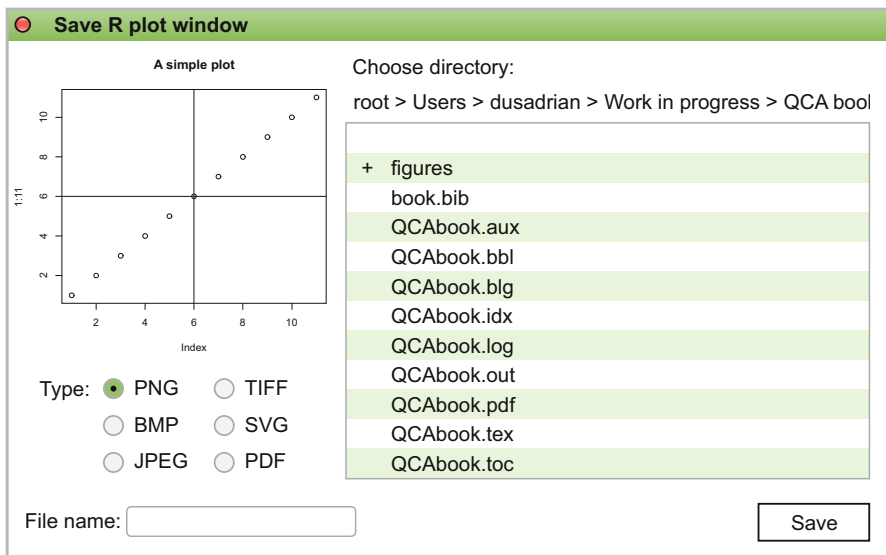 Save R plot window
A simple plot
1:11
10
8
6
4
2
2 4 6 8 10
Index
Type:
PNG
TIFF
BMP
SVG
JPEG
PDF
Choose directory:
root > Users > dusadrian > Work in progress > QCA
+ figures
book.bib
QCAbook.aux
QCAbook.bbl
QCAbook.blg
QCAbook.idx
QCAbook.log
QCAbook.out
QCAbook.pdf
QCAbook.tex
QCAbook.toc
File name:
Save